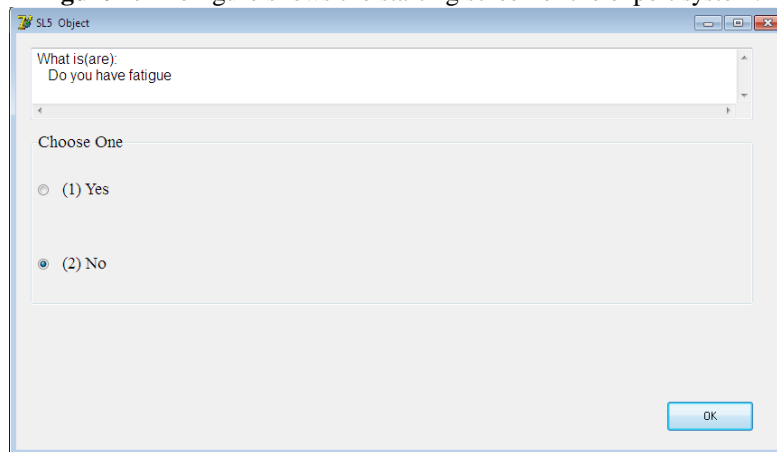 SL5 Object
What is(are):
Do you have fatigue
Choose One
(1) Yes
(2) No
OK